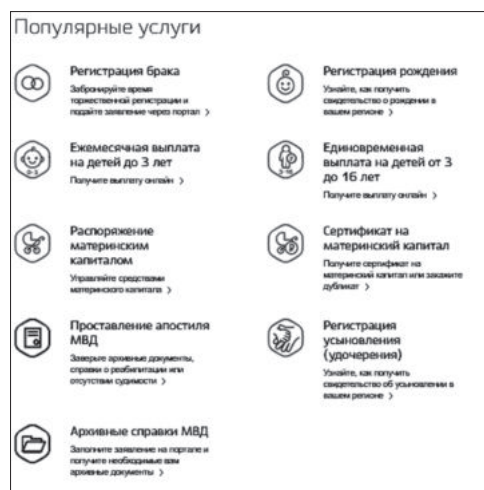 Популярные услуги
Регистрация брака
Забронируйте время
торжественной регистрации и
подайте заявление через портал >
Регистрация рождения
Узнайте, как получить
свидетельство о рождении в
вашем регионе >
0-3
Ежемесячная выплата
на детей до 3 лет
Получите выплату онлайн >
3-16
Единовременная
выплата на детей от 3
до 16 лет
Получите выплату онлайн >
Распоряжение
материнским
капиталом
Управляйте средствами
материнского капитала >
Сертификат на
материнский капитал
Получите сертификат на
материнский капитал или закажите
дубликат >
Проставление апостиля
МВД
Заверьте архивные документы,
справки о реабилитации или
отсутствии судимости >
Регистрация
усыновления
(удочерения)
Узнайте, как получить
свидетельство об усыновлении в
вашем регионе >
Архивные справки МВД
Заполните заявление на портале и
получите необходимые вам
архивные документы >